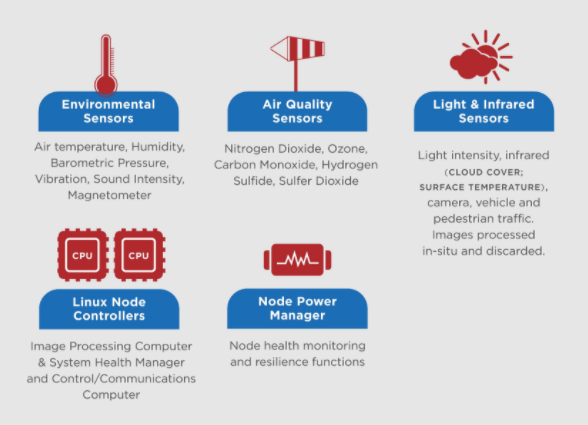 Environmental
Sensors
Air temperature, Humidity,
Barometric Pressure,
Vibration, Sound Intensity,
Magnetometer
Air Quality
Sensors
Nitrogen Dioxide, Ozone,
Carbon Monoxide, Hydrogen
Sulfide, Sulfer Dioxide
Light & Infrared
Sensors
Light intensity, infrared
(CLOUD COVER;
SURFACE TEMPERATURE),
camera, vehicle and
pedestrian traffic.
Images processed
in-situ and discarded.
CPU
CPU
Linux Node
Controllers
Image Processing Computer
& System Health Manager
and Control/Communications
Computer
Node Power
Manager
Node health monitoring
and resilience functions